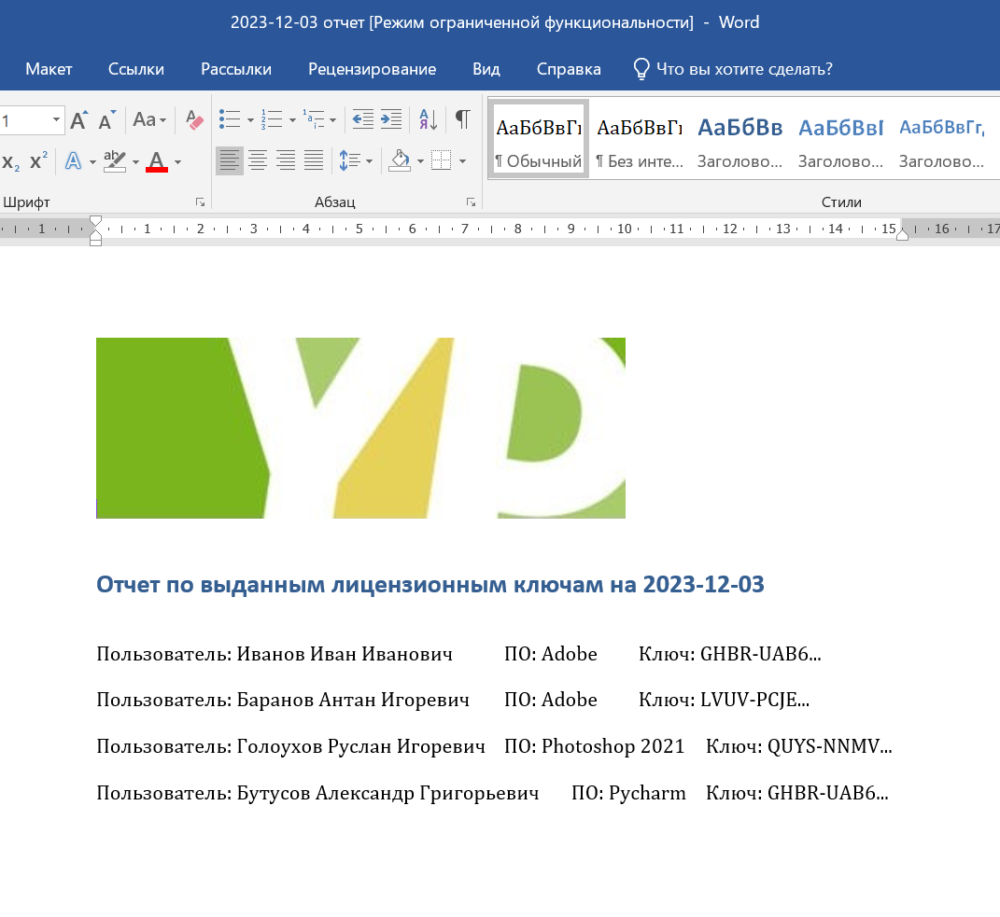 2023-12-03 отчет [Режим ограниченной функциональности] - Word
Макет Ссылки Рассылки Рецензирование Вид Справка Что вы хотите сделать?
1 А А Aa А
x2 x2 A ab A
АаБбВвГг АаБбВвГг АаБбВв АаБбВвГ АаБбВвГг,
¶ Обычный ¶ Без инте... Заголово... Заголово... Заголово...
Шрифт Абзац Стили
1 1 2 3 4 5 6 7 8 9 10 11 12 13 14 15 16 17
Отчет по выданным лицензионным ключам на 2023-12-03
Пользователь: Иванов Иван Иванович ПО: Adobe Ключ: GHBR-UAB6...
Пользователь: Баранов Антан Игоревич ПО: Adobe Ключ: LVUV-PCJE...
Пользователь: Голоухов Руслан Игоревич ПО: Photoshop 2021 Ключ: QUYS-NNMV...
Пользователь: Бутусов Александр Григорьевич ПО: Pycharm Ключ: GHBR-UAB6...